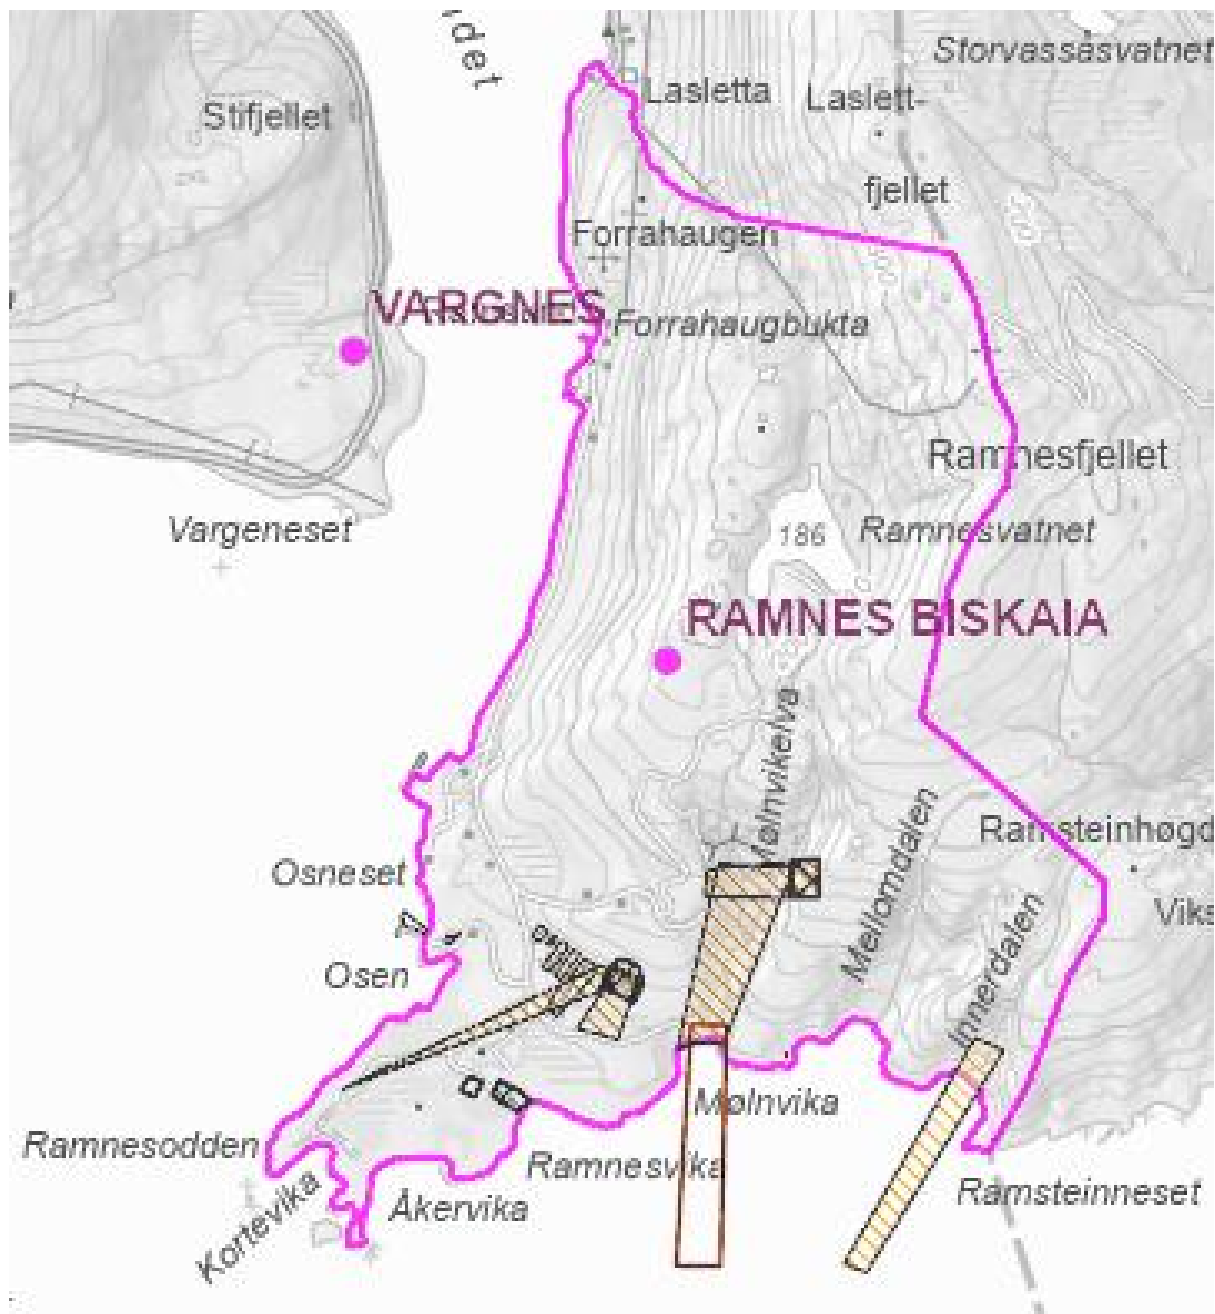 Storvassåsvatnet
Lasletta
Laslett-
Stifjellet
fjellet
Forrahaugen
VARGNES
Forrahaugbukta
Ramnesfjellet
Vargeneset
186
Ramnesvatnet
RAMNES BISKAIA
Mølnvikelva
Mellomdalen
Ramsteinhøgd
Osneset
Vika
Innerdalen
Osen
Mølnvika
Ramnesodden
Ramnesvika
Ramsteinneset
Åkervika
Kortevika